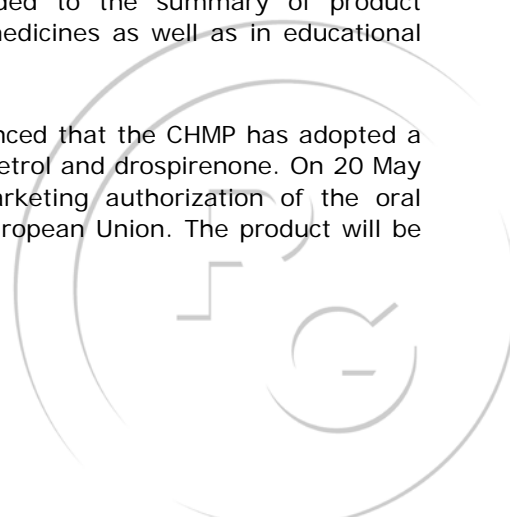 ded to the summary of product
medicines as well as in educational
nced that the CHMP has adopted a
etrol and drospirenone. On 20 May
arketing authorization of the oral
ropean Union. The product will be